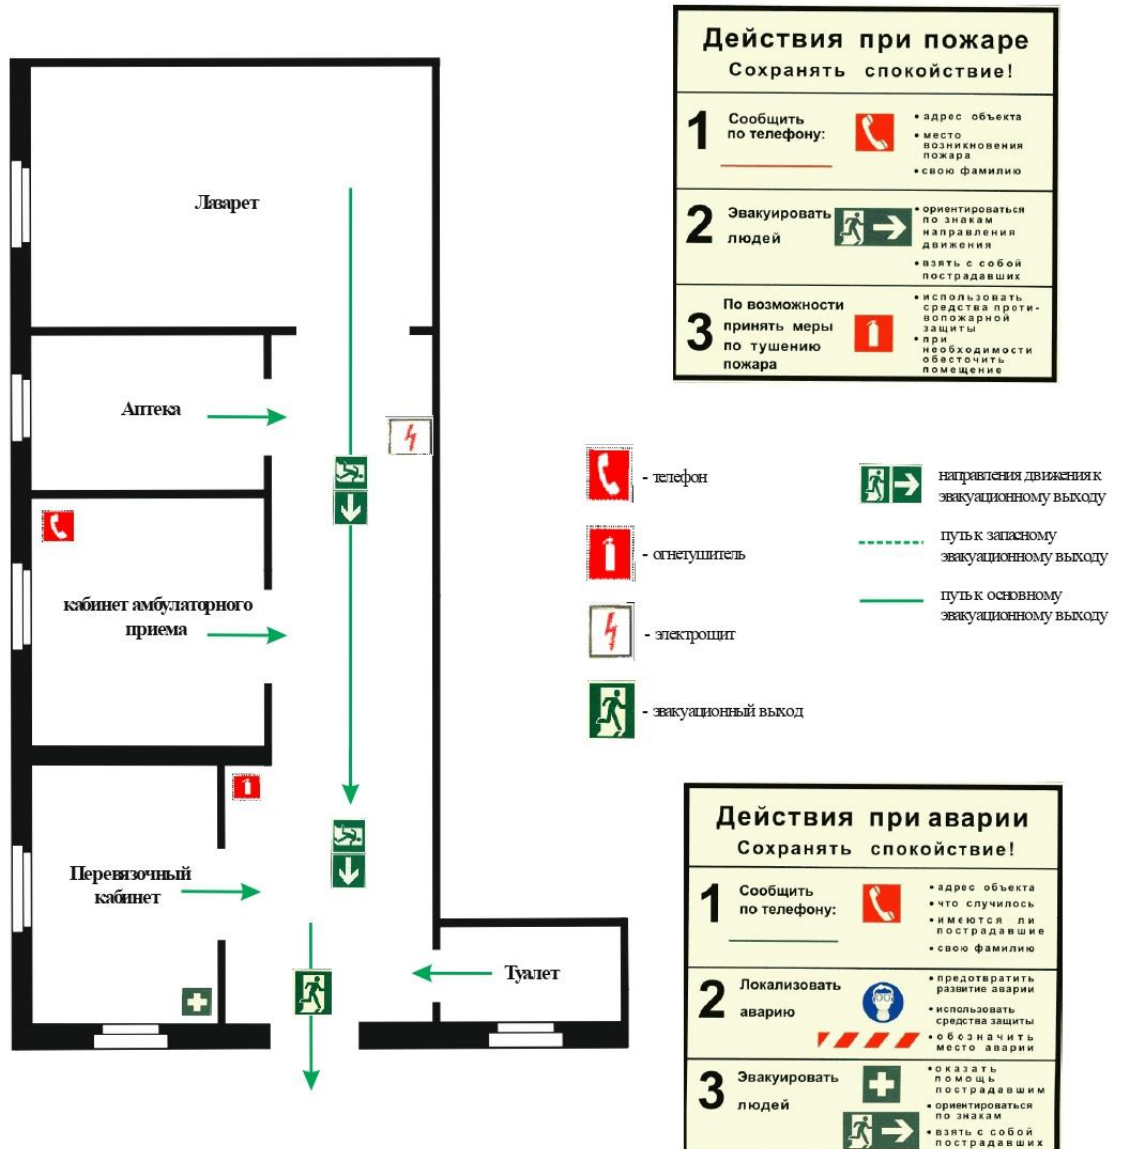 Лазарет
Аптека
кабинет амбулаторного
приема
Перевязочный
кабинет
Туалет
Действия при пожаре
Сохранять спокойствие!
1
Сообщить
по телефону:
• адрес объекта
• место
возникновения
пожара
• свою фамилию
2
Эвакуировать
людей
• ориентироваться
по знакам
направления
движения
• взять с собой
пострадавших
3
По возможности
принять меры
по тушению
пожара
• использовать
средства проти-
вопожарной
защиты
• при
необходимости
обесточить
помещение
- телефон
- огнетушитель
- электрощит
- эвакуационный выход
направления движения к
эвакуационному выходу
путь к запасному
эвакуационному выходу
путь к основному
эвакуационному выходу
Действия при аварии
Сохранять спокойствие!
1
Сообщить
по телефону:
• адрес объекта
• что случилось
• имеются ли
пострадавшие
• свою фамилию
2
Локализовать
аварию
• предотвратить
развитие аварии
• использовать
средства защиты
• обозначить
место аварии
3
Эвакуировать
людей
• оказать
помощь
пострадавшим
• ориентироваться
по знакам
• взять с собой
пострадавших